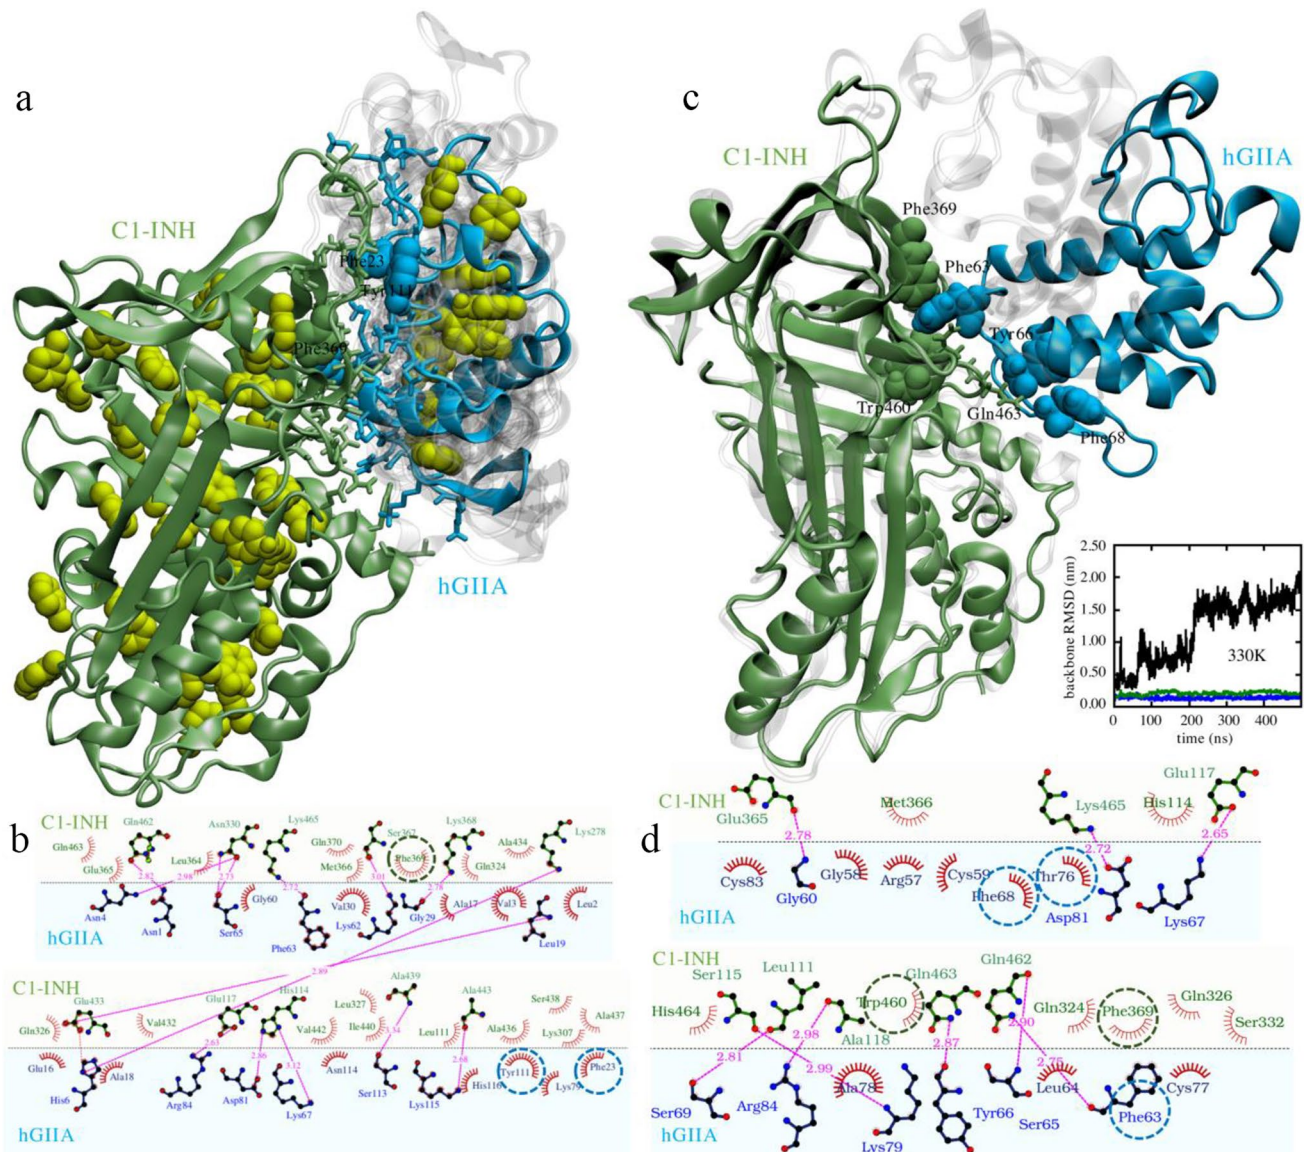 a
C1-INH
Phe23
Tyr111
Phe369
hGIIA
c
C1-INH
hGIIA
Phe369
Phe63
Tyr66
Trp460
Gln463
Phe68
2.50
2.00
1.50
1.00
0.50
0.00
backbone RMSD (nm)
330K
0 100 200 300 400
time (ns)
b
C1-INH
Gln462 Asn330 Lys465 Ser362 Lys368 Lys278
Gln463 Gln370 Ala434
Glu365 Leu364 Met366 Phe369 Gln324
2.82 2.98 2.73 2.72 3.01 2.78
Asn4 Gly60 Val30 Ala17 Val3 Leu2
Asn1 Ser65 Phe63 Lys62 Gly29 Leu19
hGIIA
2.89
C1-INH
Glu433 Glu117 His114 Ala439 Ala443
Gln326 Val432 Val442 Leu327 Ile440 Leu111 Ala436 Ser438 Lys307 Ala437
2.63 2.86 3.12 3.34 2.68
Glu16 Ala18 Asn114 His116 Tyr111 Lys79 Phe23
His6 Arg84 Asp81 Lys67 Ser113 Lys115
hGIIA
d
C1-INH
Glu365 Met366 Lys465 His114 Glu117
2.78 2.72 2.65
Cys83 Gly58 Arg57 Cys59 Phe68 Thr76
Gly60 Asp81 Lys67
hGIIA
C1-INH
Ser115 Leu111 Gln463 Gln462
His464 Trp460 Gln324 Phe369 Gln326
Ala118 Ser332
2.81 2.98 2.99 2.87 2.90 2.75
Ala78 Leu64 Cys77
Ser69 Arg84 Lys79 Tyr66 Ser65 Phe63
hGIIA